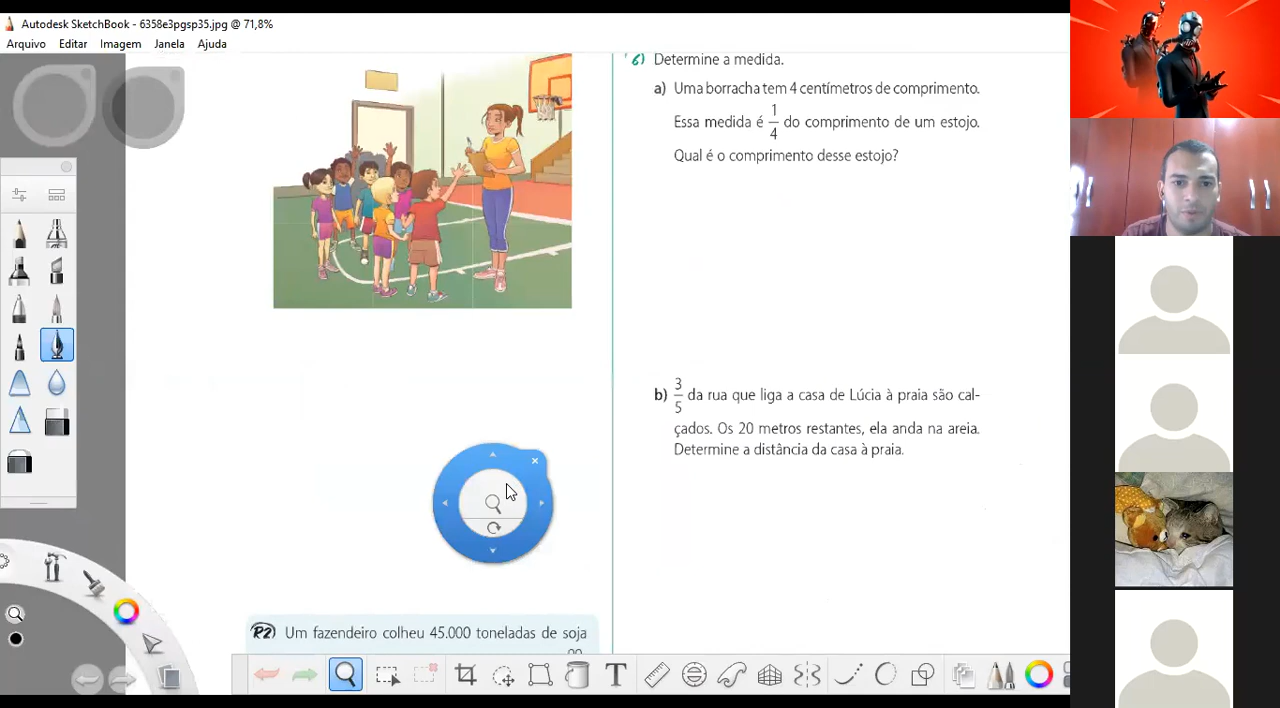 Autodesk SketchBook - 6358e3pgsp35.jpg @ 71,8%
Arquivo Editar Imagem Janela Ajuda
6) Determine a medida.
a) Uma borracha tem 4 centímetros de comprimento.
Essa medida é 1/4 do comprimento de um estojo.
Qual é o comprimento desse estojo?
b) 3/5 da rua que liga a casa de Lúcia à praia são cal-
çados. Os 20 metros restantes, ela anda na areia.
Determine a distância da casa à praia.
R2) Um fazendeiro colheu 45.000 toneladas de soja